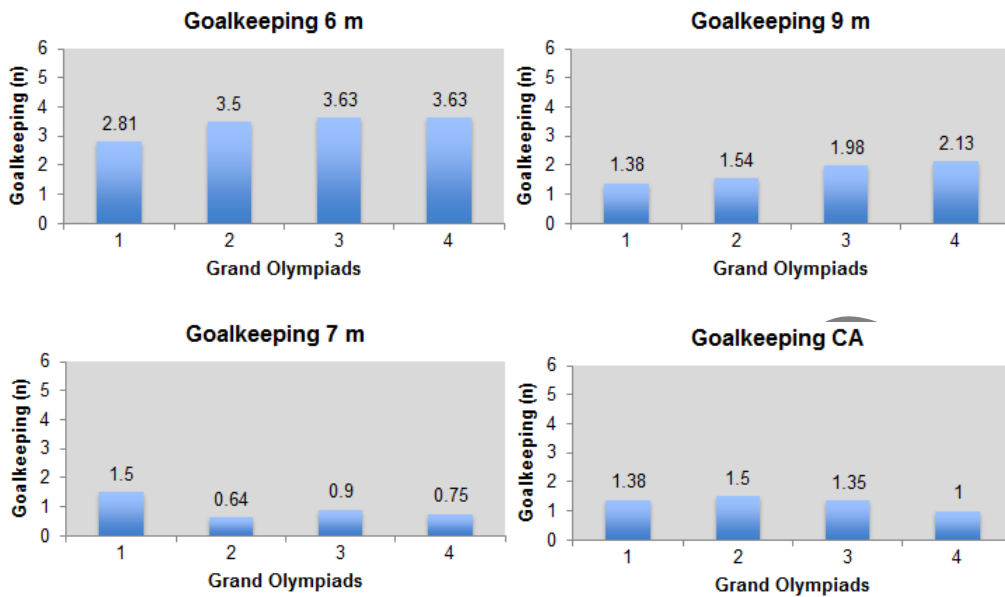 Goalkeeping 6 m
Goalkeeping (n)
6
5
4
3
2
1
0
2.81
3.5
3.63
3.63
1 2 3 4
Grand Olympiads
Goalkeeping 9 m
Goalkeeping (n)
6
5
4
3
2
1
0
1.38
1.54
1.98
2.13
1 2 3 4
Grand Olympiads
Goalkeeping 7 m
Goalkeeping (n)
6
5
4
3
2
1
0
1.5
0.64
0.9
0.75
1 2 3 4
Grand Olympiads
Goalkeeping CA
Goalkeeping (n)
6
5
4
3
2
1
0
1.38
1.5
1.35
1
1 2 3 4
Grand Olympiads